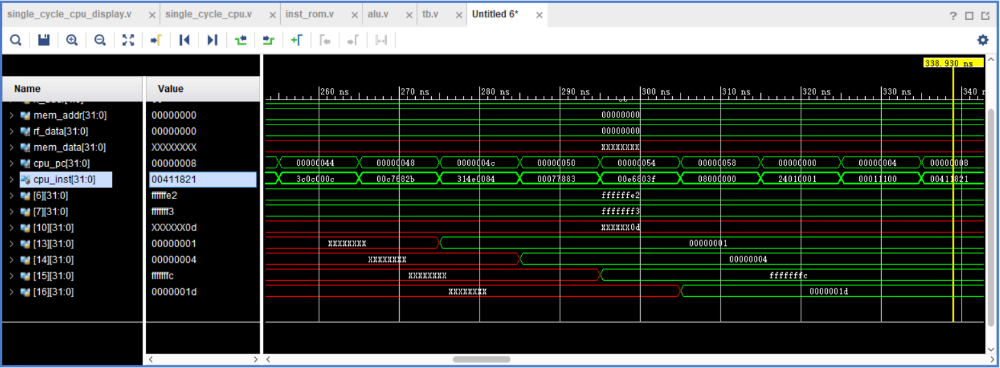 single_cycle_cpu_display.v × single_cycle_cpu.v × inst_rom.v × alu.v × tb.v × Untitled 6* ×
338.930 ns
Name Value
260 ns 270 ns 280 ns 290 ns 300 ns 310 ns 320 ns 330 ns 340
mem_addr[31:0] 00000000 00000000
rf_data[31:0] 00000000 00000000
mem_data[31:0] XXXXXXXX XXXXXXXX
cpu_pc[31:0] 00000008 00000044 00000048 0000004c 00000050 00000054 00000058 00000000 00000004 00000008
cpu_inst[31:0] 00411821 3c0c000c 00c7682b 314e0084 00077883 00e6803f 08000000 24010001 00011100 00411821
[6][31:0] ffffffe2 ffffffe2
[7][31:0] fffffff3 fffffff3
[10][31:0] XXXXXX0d XXXXXX0d
[13][31:0] 00000001 XXXXXXXX 00000001
[14][31:0] 00000004 XXXXXXXX 00000004
[15][31:0] fffffffc XXXXXXXX fffffffc
[16][31:0] 0000001d XXXXXXXX 0000001d